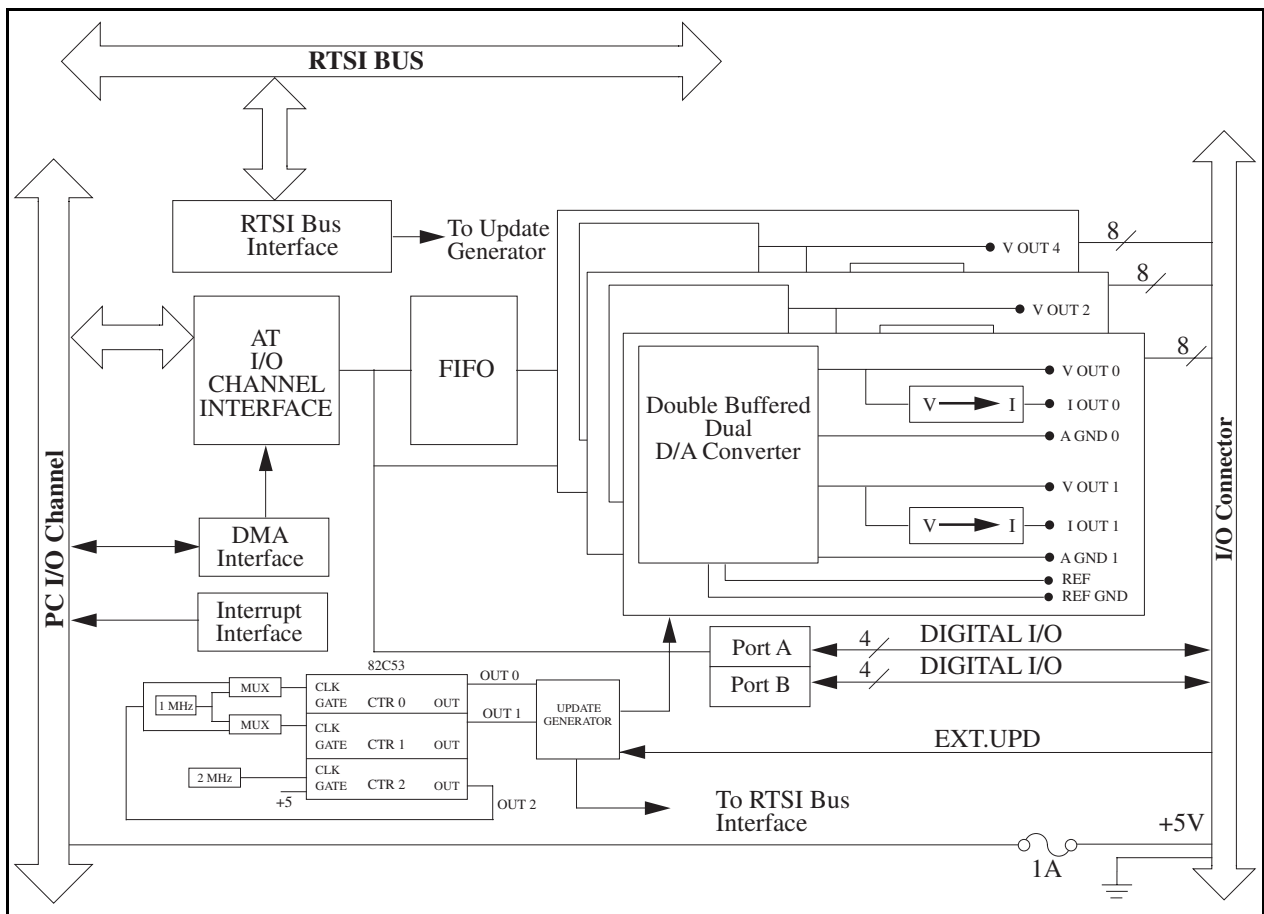 RTSI BUS
RTSI Bus
Interface
To Update
Generator
8
V OUT 4
8
V OUT 2
8
AT
I/O
CHANNEL
INTERFACE
FIFO
Double Buffered
Dual
D/A Converter
V OUT 0
V I
I OUT 0
A GND 0
V OUT 1
V I
I OUT 1
A GND 1
REF
REF GND
PC I/O Channel
I/O Connector
DMA
Interface
Interrupt
Interface
Port A
4
DIGITAL I/O
Port B
4
DIGITAL I/O
82C53
MUX
1 MHz
MUX
2 MHz
+5
CLK
GATE CTR 0 OUT
CLK
GATE CTR 1 OUT
CLK
GATE CTR 2 OUT
OUT 0
OUT 1
OUT 2
UPDATE
GENERATOR
EXT.UPD
To RTSI Bus
Interface
+5V
1A